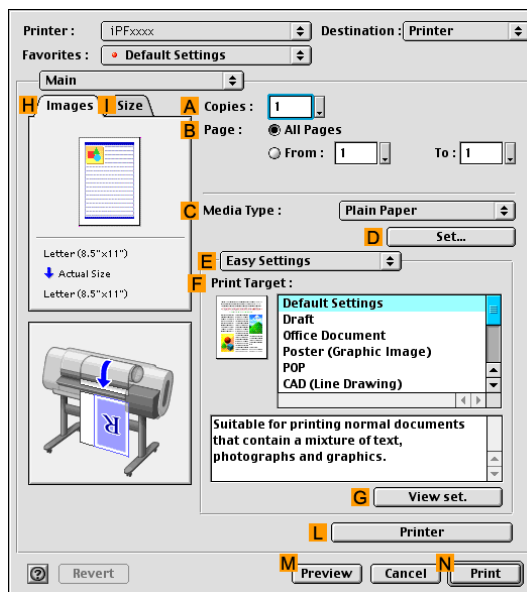 Printer : iPFxxxx Destination : Printer
Favorites : Default Settings
Main
H Images I Size
A Copies : 1
B Page : All Pages
From : 1 To : 1
C Media Type : Plain Paper
D Set...
Letter (8.5"x11")
Actual Size
Letter (8.5"x11")
E Easy Settings
F Print Target :
Default Settings
Draft
Office Document
Poster (Graphic Image)
POP
CAD (Line Drawing)
R
Suitable for printing normal documents
that contain a mixture of text,
photographs and graphics.
G View set.
L Printer
? Revert M Preview Cancel N Print